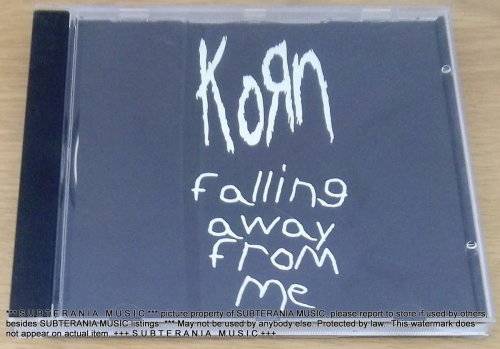 KoЯn
falling
away
from
me
*** S U B T E R A N I A   M U S I C *** picture property of SUBTERANIA MUSIC, please report to store if used by others,
besides SUBTERANIA MUSIC listings. *** May not be used by anybody else. Protected by law. This watermark does
not appear on actual item. +++ S U B T E R A N I A   M U S I C +++